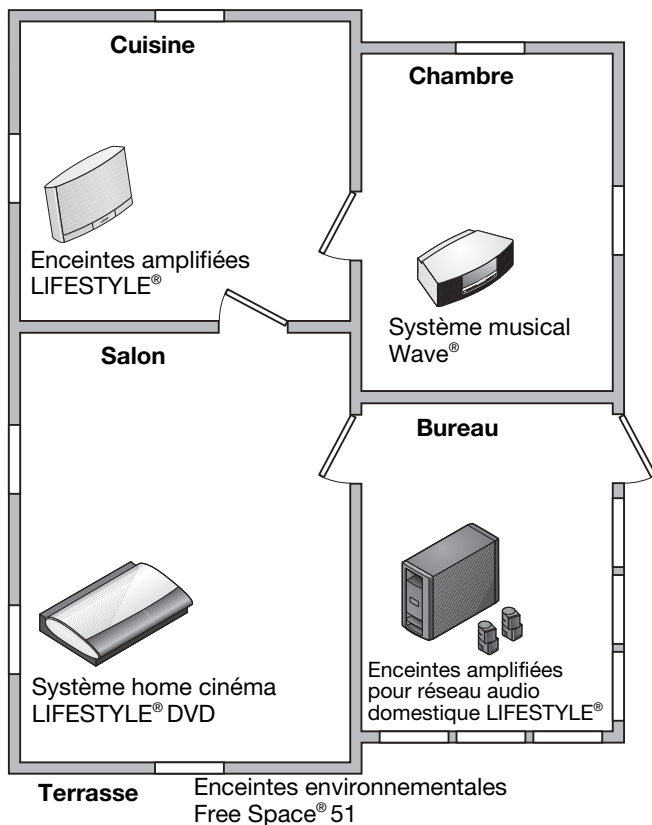 Cuisine
Chambre
Enceintes amplifiées
LIFESTYLE®
Système musical
Wave®
Salon
Bureau
Système home cinéma
LIFESTYLE® DVD
Enceintes amplifiées
pour réseau audio
domestique LIFESTYLE®
Terrasse
Enceintes environnementales
Free Space® 51